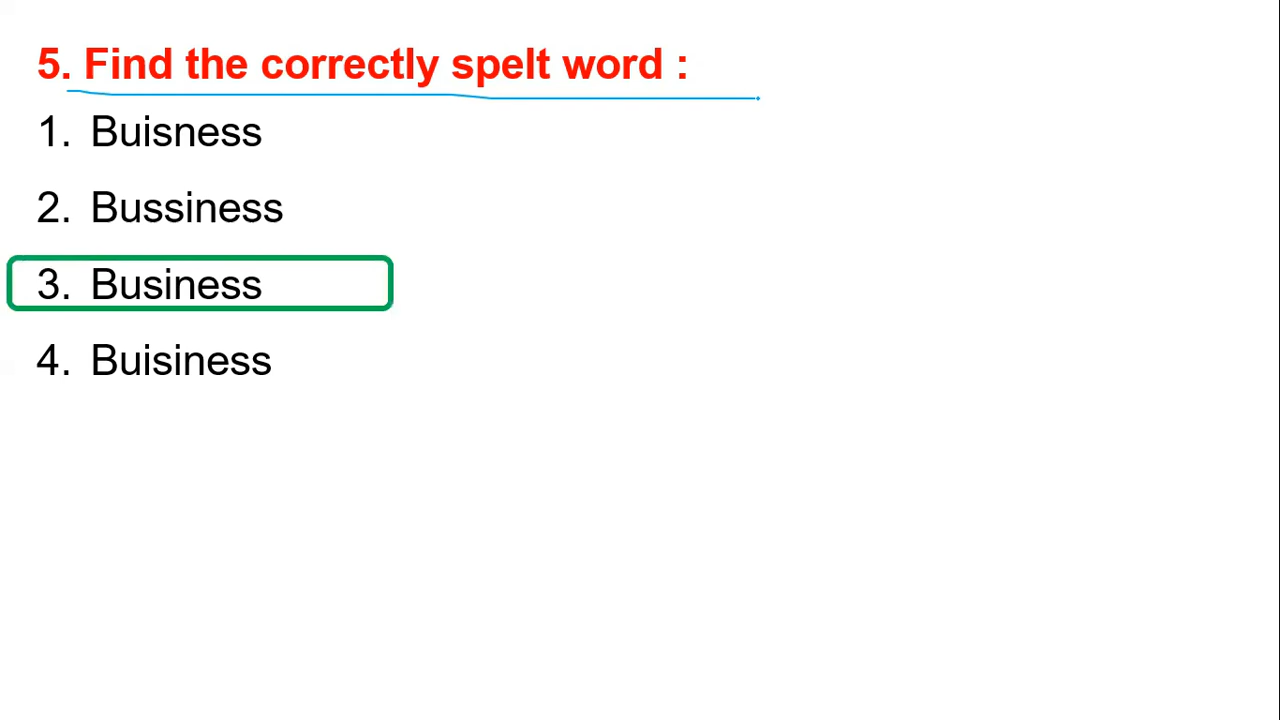 5. Find the correctly spelt word :
1. Buisness
2. Bussiness
3. Business
4. Buisiness